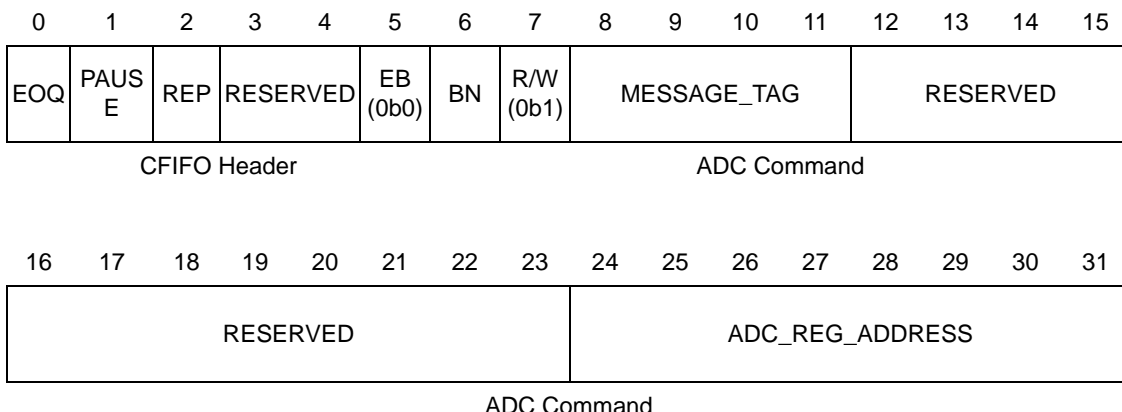 0 1 2 3 4 5 6 7 8 9 10 11 12 13 14 15
EOQ PAUS E REP RESERVED EB (0b0) BN R/W (0b1) MESSAGE_TAG RESERVED
CFIFO Header ADC Command
16 17 18 19 20 21 22 23 24 25 26 27 28 29 30 31
RESERVED ADC_REG_ADDRESS
ADC Command